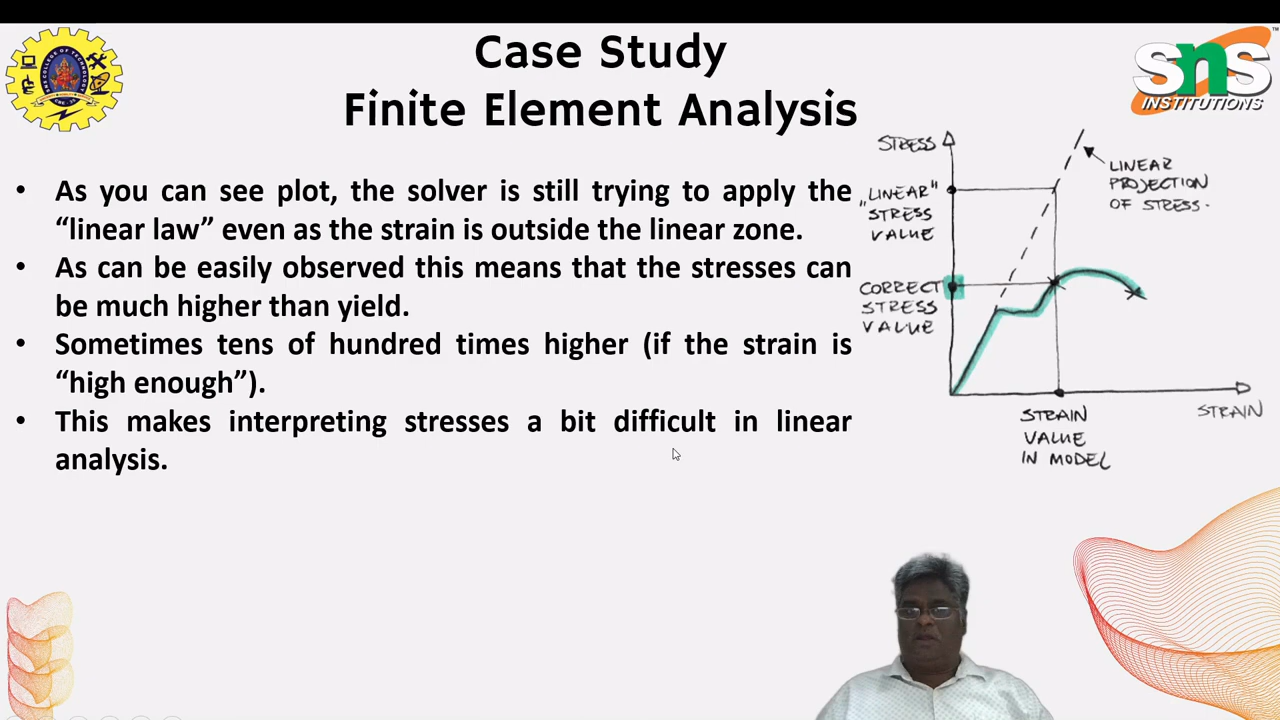 Case Study
Finite Element Analysis
SNS
INSTITUTIONS
• As you can see plot, the solver is still trying to apply the
“linear law” even as the strain is outside the linear zone.
• As can be easily observed this means that the stresses can
be much higher than yield.
• Sometimes tens of hundred times higher (if the strain is
“high enough”).
• This makes interpreting stresses a bit difficult in linear
analysis.
STRESS
LINEAR
PROJECTION
OF STRESS.
„LINEAR"
STRESS
VALUE
CORRECT
STRESS
VALUE
STRAIN
VALUE
IN MODEL
STRAIN